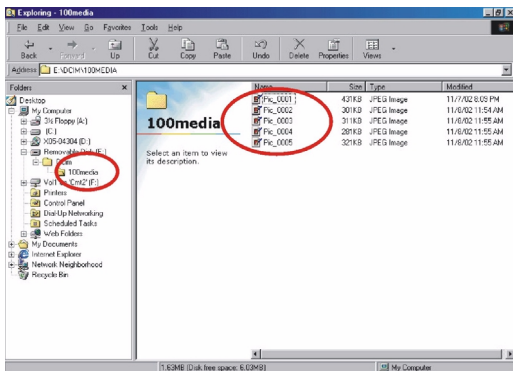 Exploring - 100media
File Edit View Go Favorites Tools Help
Back Forward Up Cut Copy Paste Undo Delete Properties Views
Address E:\DCIM\100MEDIA
Folders
Name Size Type Modified
Desktop
My Computer
3½ Floppy (A:)
(C:)
X05-04304 (D:)
Removable Disk (E:)
Dcim
100media
Printers
Control Panel
Dial-Up Networking
Scheduled Tasks
Web Folders
My Documents
Internet Explorer
Network Neighborhood
Recycle Bin
100media
Select an item to view
its description.
Pic_0001 431KB JPEG Image 11/7/02 8:09 PM
Pic_0002 301KB JPEG Image 11/6/02 11:54 AM
Pic_0003 311KB JPEG Image 11/6/02 11:55 AM
Pic_0004 281KB JPEG Image 11/6/02 11:55 AM
Pic_0005 321KB JPEG Image 11/6/02 11:55 AM
1.63MB (Disk free space: 6.03MB) My Computer